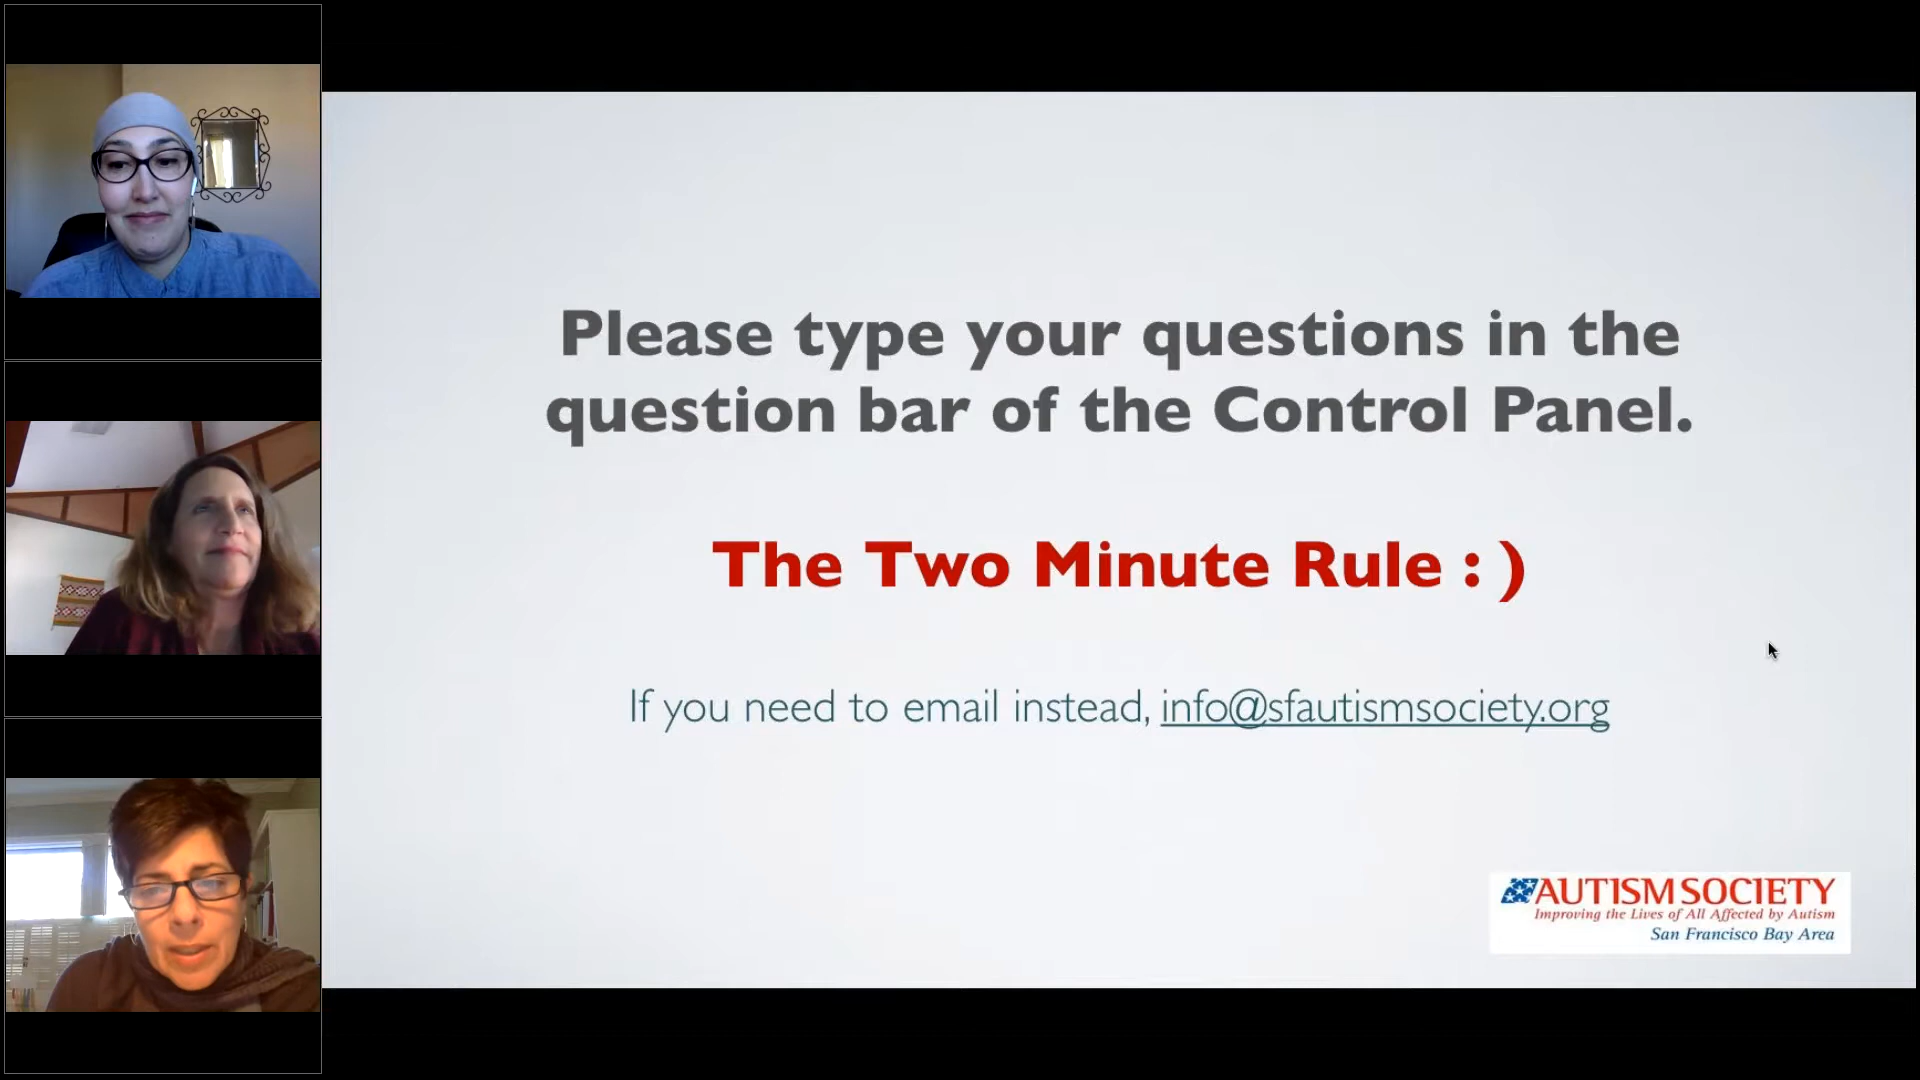 Please type your questions in the
question bar of the Control Panel.
The Two Minute Rule : )
If you need to email instead, info@sfautismsociety.org
AUTISM SOCIETY
Improving the Lives of All Affected by Autism
San Francisco Bay Area